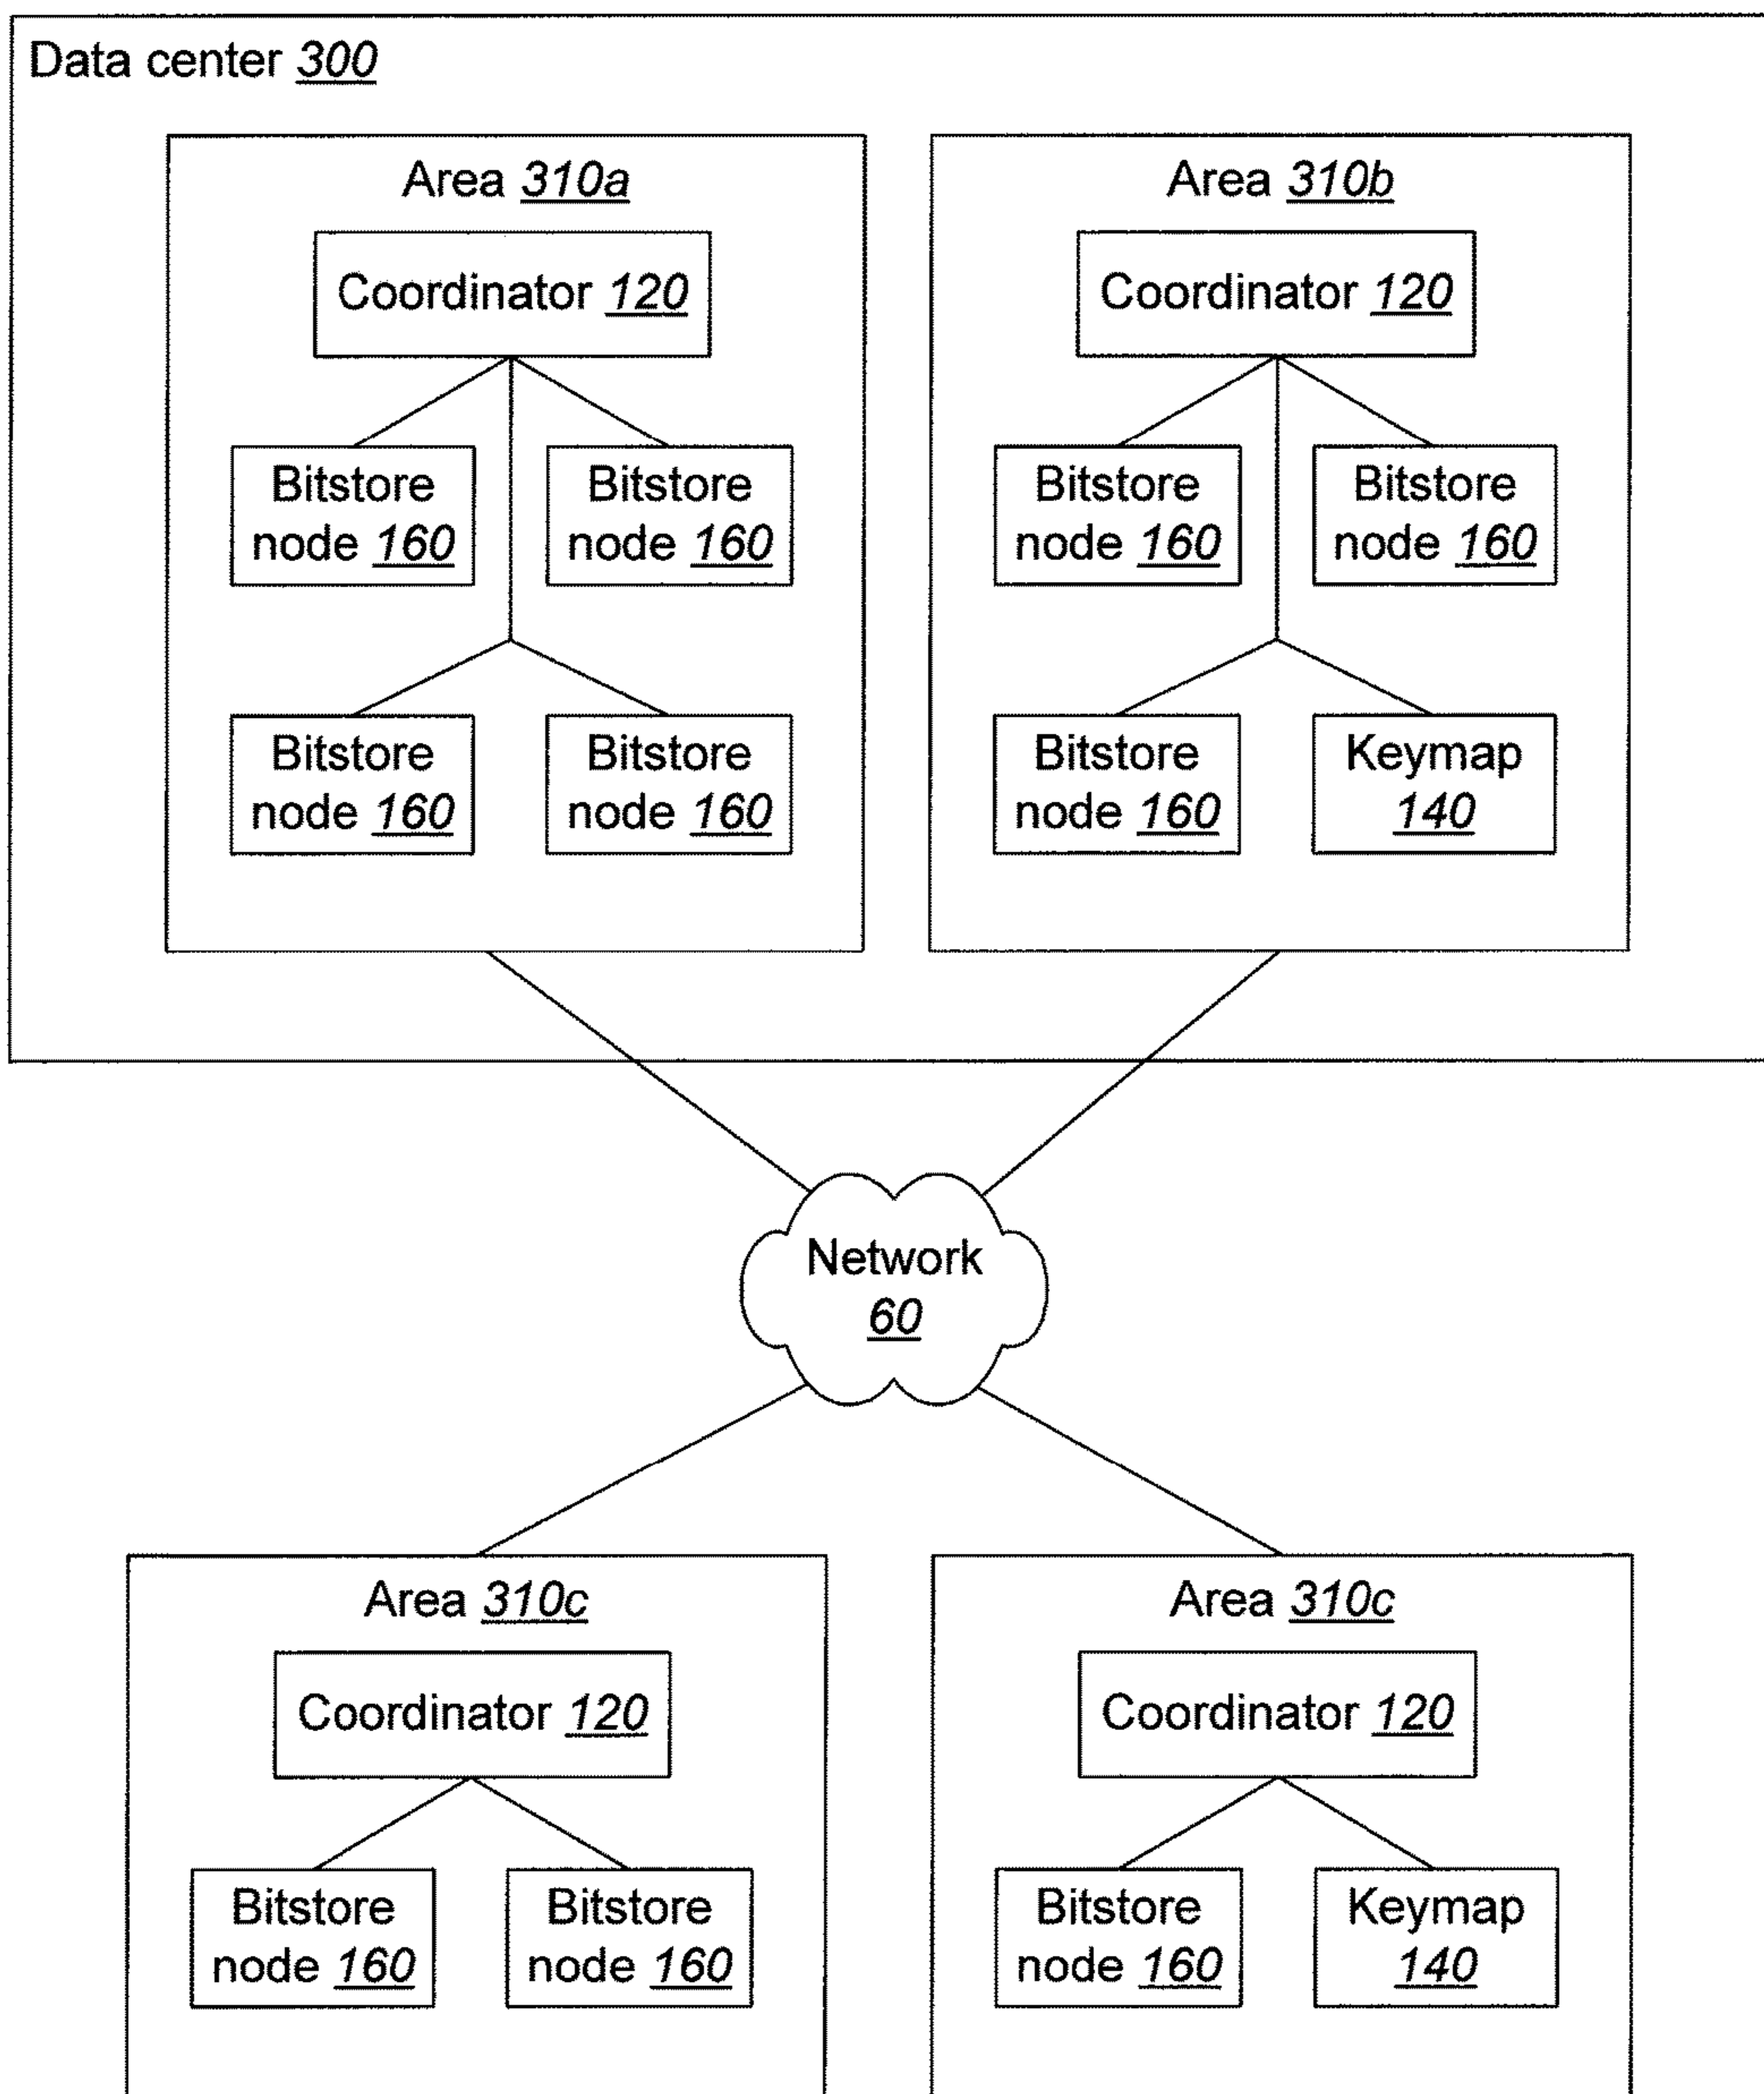 Data center 300
Area 310a
Coordinator 120
Bitstore
node 160
Bitstore
node 160
Bitstore
node 160
Bitstore
node 160
Area 310b
Coordinator 120
Bitstore
node 160
Bitstore
node 160
Bitstore
node 160
Keymap
140
Network
60
Area 310c
Coordinator 120
Bitstore
node 160
Bitstore
node 160
Area 310c
Coordinator 120
Bitstore
node 160
Keymap
140